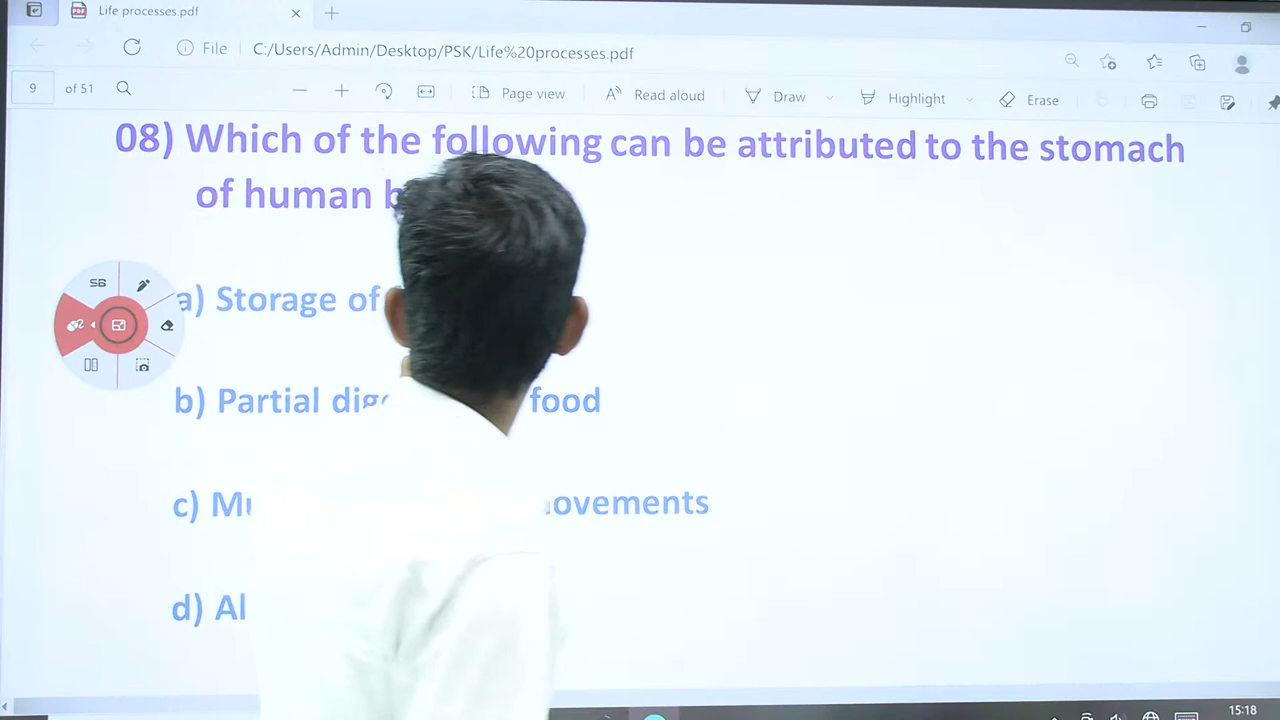 Life processes.pdf
File C:/Users/Admin/Desktop/PSK/Life%20processes.pdf
9 of 51 Page view Read aloud Draw Highlight Erase
08) Which of the following can be attributed to the stomach
of human
SB
a) Storage of
b) Partial food
c)
d)
15:18